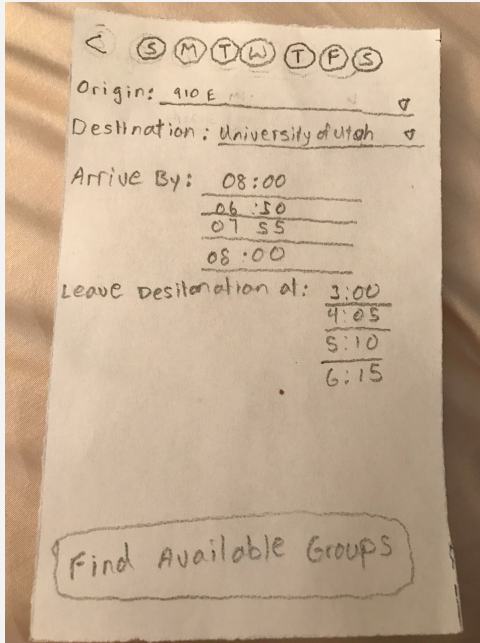 < S M T W T F S
Origin: 910 E
Destination: University of Utah
Arrive By: 08:00
06:50
07 55
08:00
Leave Desitonation at: 3:00
4:05
5:10
6:15
Find Available Groups